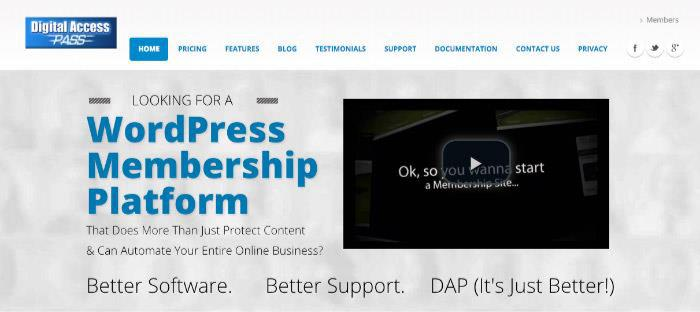 Members
Digital Access
PASS
HOME PRICING FEATURES BLOG TESTIMONIALS SUPPORT DOCUMENTATION CONTACT US PRIVACY
LOOKING FOR A
WordPress
Membership
Platform
That Does More Than Just Protect Content
& Can Automate Your Entire Online Business?
Ok, so you wanna start
a Membership Site...
Better Software. Better Support. DAP (It's Just Better!)